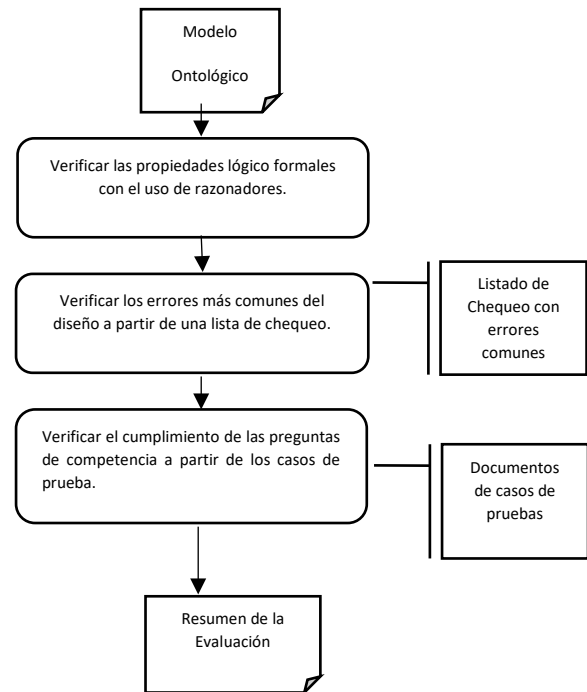 Modelo
Ontológico
Verificar las propiedades lógico formales
con el uso de razonadores.
Verificar los errores más comunes del
diseño a partir de una lista de chequeo.
Listado de
Chequeo con
errores
comunes
Verificar el cumplimiento de las preguntas
de competencia a partir de los casos de
prueba.
Documentos
de casos de
pruebas
Resumen de la
Evaluación